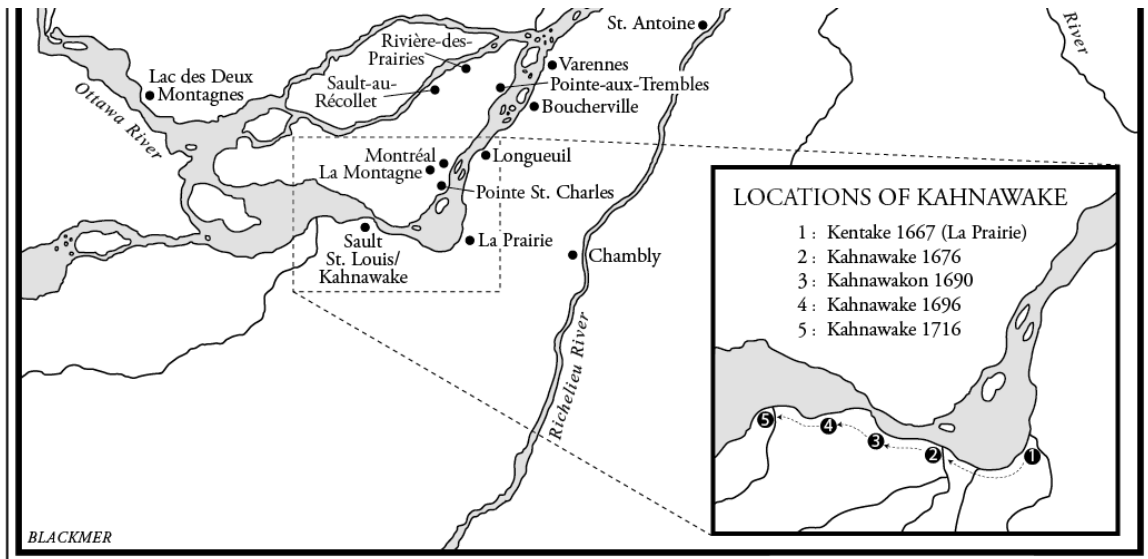 St. Antoine
River
Rivière-des-
Prairies
Varennes
Lac des Deux
Montagnes
Sault-au-
Récollet
Pointe-aux-Trembles
Boucherville
Ottawa River
Montréal
La Montagne
Longueuil
Pointe St. Charles
Sault
St. Louis/
Kahnawake
La Prairie
Chambly
Richelieu River
LOCATIONS OF KAHNAWAKE
1 : Kentake 1667 (La Prairie)
2 : Kahnawake 1676
3 : Kahnawakon 1690
4 : Kahnawake 1696
5 : Kahnawake 1716
5
4
3
2
1
BLACKMER